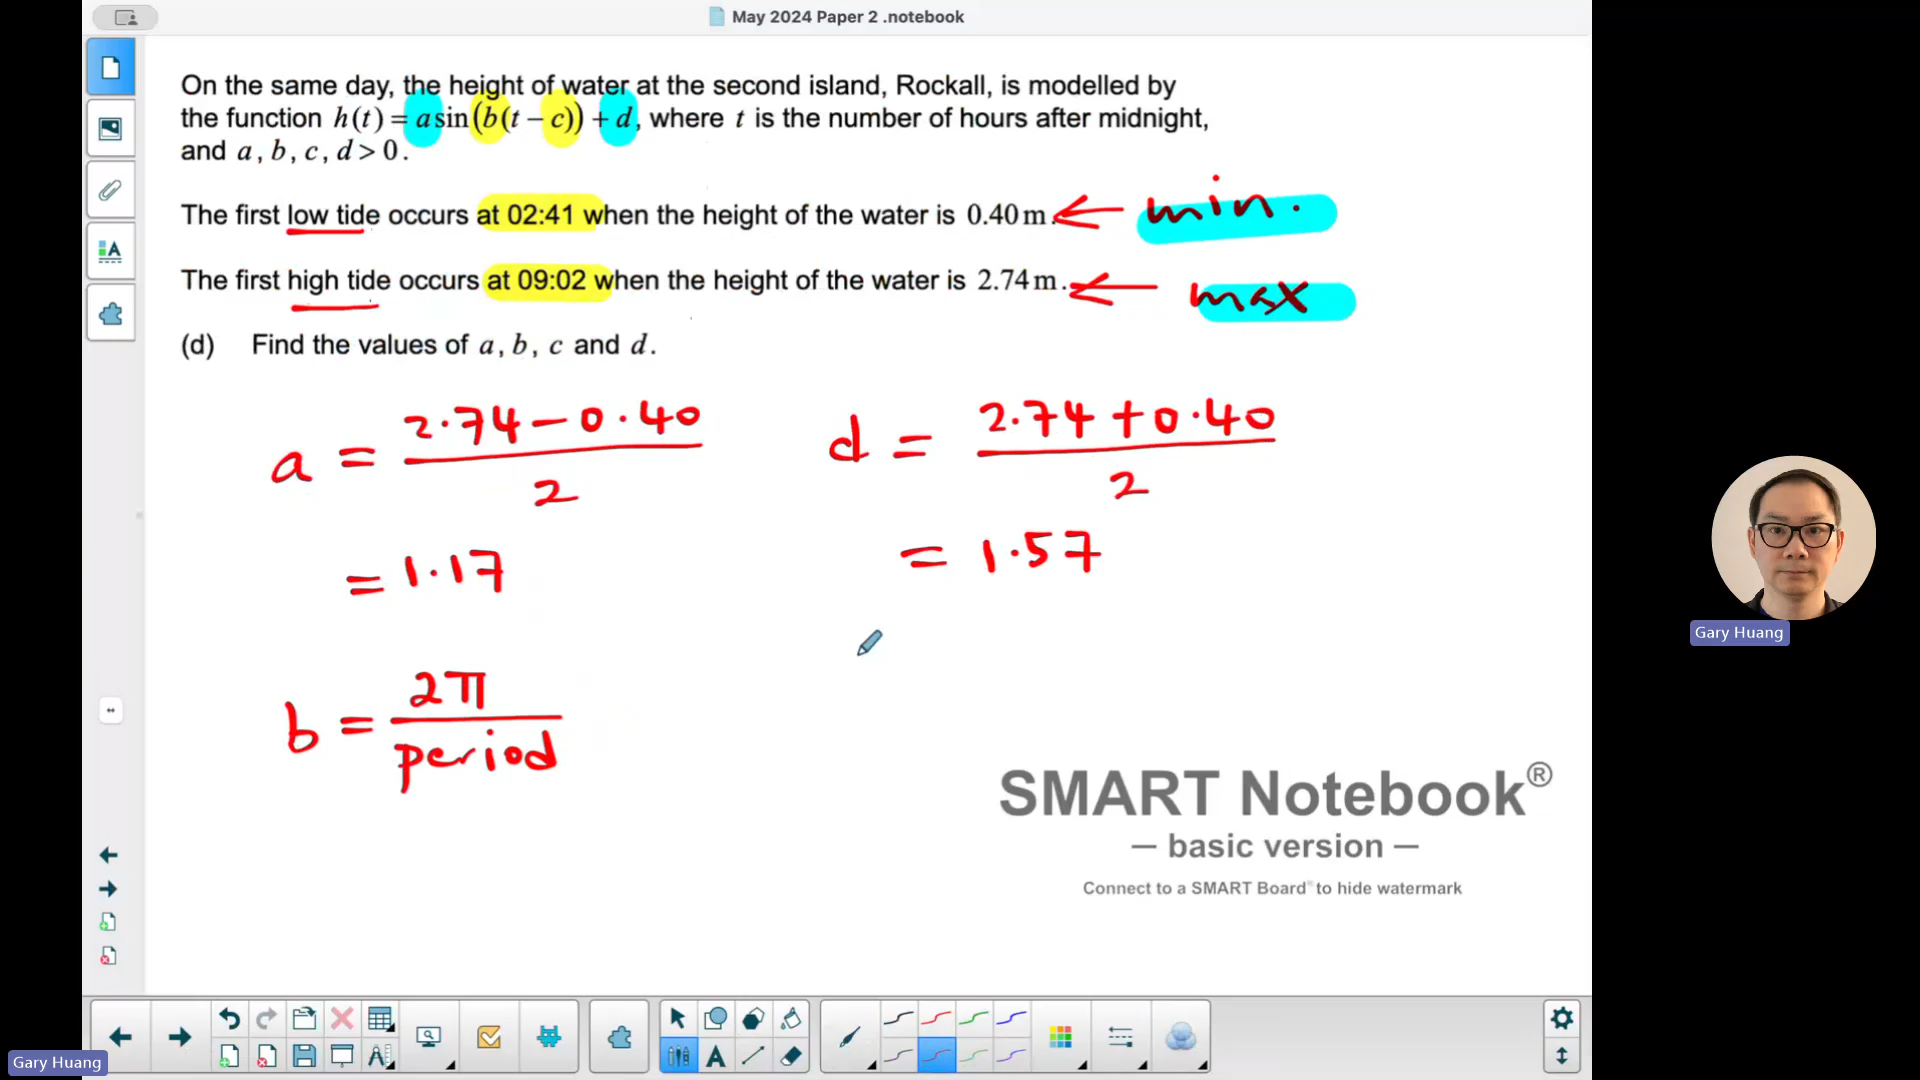 May 2024 Paper 2 .notebook
On the same day, the height of water at the second island, Rockall, is modelled by
the function h(t) = a sin(b(t − c)) + d, where t is the number of hours after midnight,
and a, b, c, d > 0.
The first low tide occurs at 02:41 when the height of the water is 0.40 m. ← min.
The first high tide occurs at 09:02 when the height of the water is 2.74 m. ← max
(d) Find the values of a, b, c and d.
a = (2.74 − 0.40)/2
d = (2.74 + 0.40)/2
= 1.17
= 1.57
b = 2π/period
SMART Notebook®
— basic version —
Connect to a SMART Board® to hide watermark
Gary Huang
Gary Huang